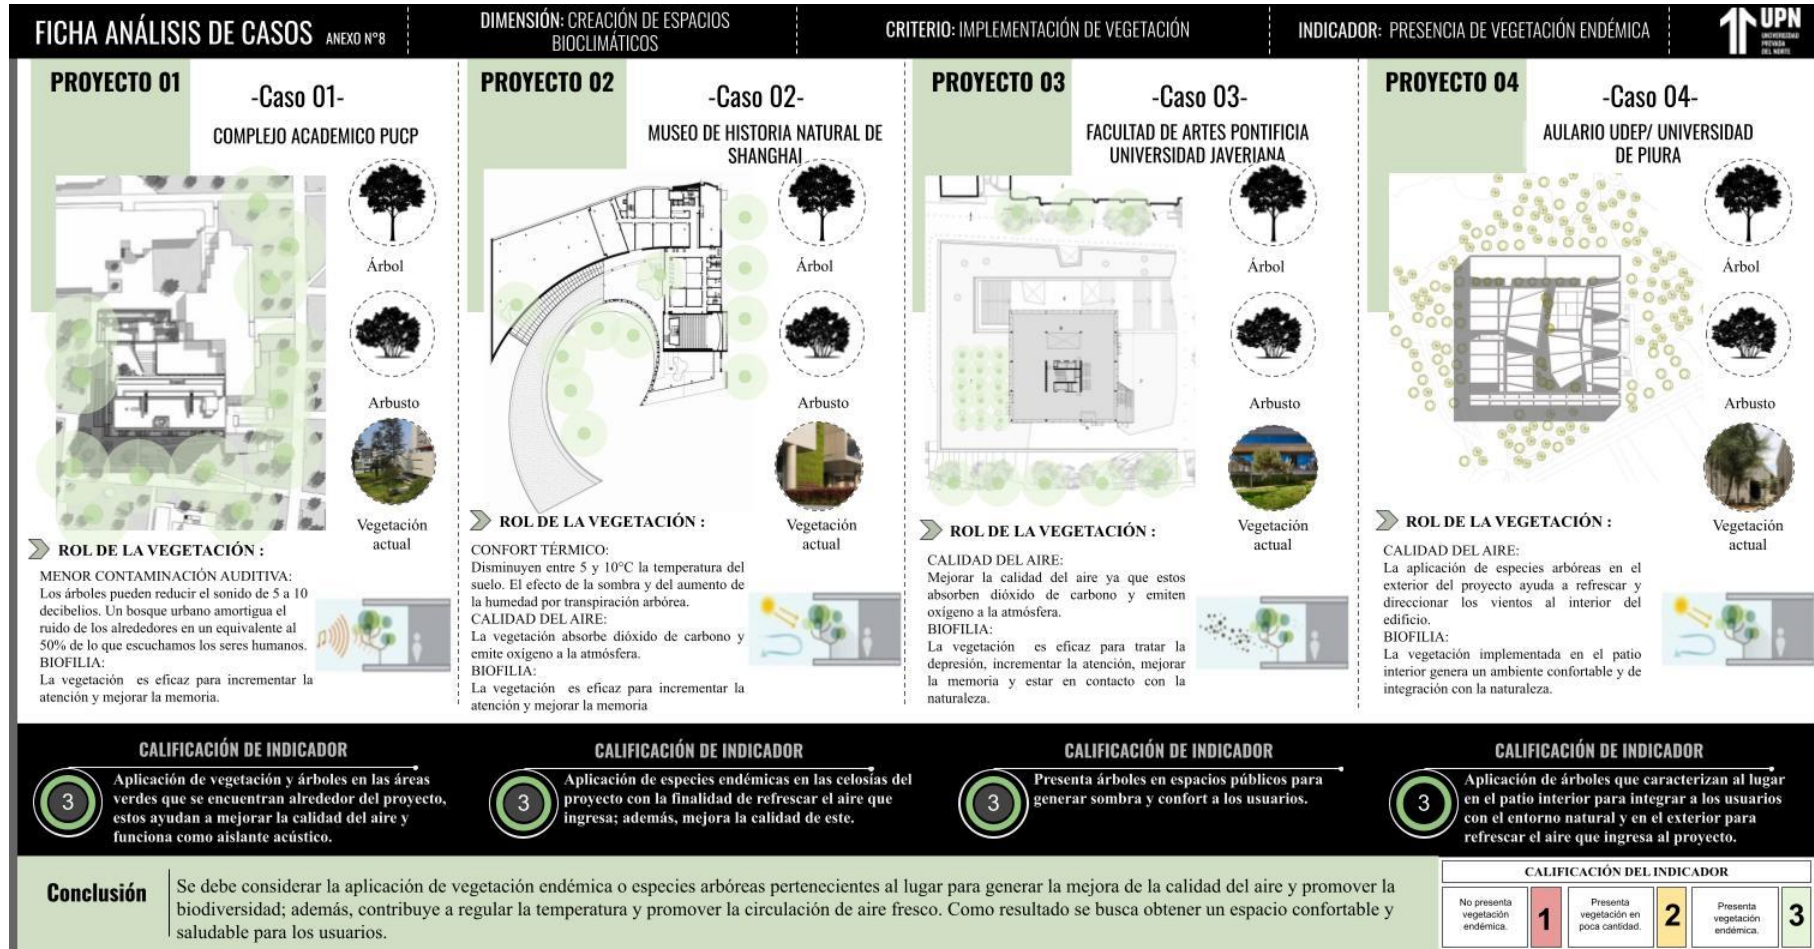 FICHA ANÁLISIS DE CASOS ANEXO N°8
DIMENSIÓN: CREACIÓN DE ESPACIOS
BIOCLIMÁTICOS
CRITERIO: IMPLEMENTACIÓN DE VEGETACIÓN
INDICADOR: PRESENCIA DE VEGETACIÓN ENDÉMICA
UPN
UNIVERSIDAD
PRIVADA
DEL NORTE
PROYECTO 01
-Caso 01-
COMPLEJO ACADEMICO PUCP
Árbol
Arbusto
Vegetación
actual
ROL DE LA VEGETACIÓN :
MENOR CONTAMINACIÓN AUDITIVA:
Los árboles pueden reducir el sonido de 5 a 10
decibelios. Un bosque urbano amortigua el
ruido de los alrededores en un equivalente al
50% de lo que escuchamos los seres humanos.
BIOFILIA:
La vegetación es eficaz para incrementar la
atención y mejorar la memoria.
PROYECTO 02
-Caso 02-
MUSEO DE HISTORIA NATURAL DE
SHANGHAI
Árbol
Arbusto
Vegetación
actual
ROL DE LA VEGETACIÓN :
CONFORT TÉRMICO:
Disminuyen entre 5 y 10°C la temperatura del
suelo. El efecto de la sombra y del aumento de
la humedad por transpiración arbórea.
CALIDAD DEL AIRE:
La vegetación absorbe dióxido de carbono y
emite oxígeno a la atmósfera.
BIOFILIA:
La vegetación es eficaz para incrementar la
atención y mejorar la memoria
PROYECTO 03
-Caso 03-
FACULTAD DE ARTES PONTIFICIA
UNIVERSIDAD JAVERIANA
Árbol
Arbusto
Vegetación
actual
ROL DE LA VEGETACIÓN :
CALIDAD DEL AIRE:
Mejorar la calidad del aire ya que estos
absorben dióxido de carbono y emiten
oxígeno a la atmósfera.
BIOFILIA:
La vegetación es eficaz para tratar la
depresión, incrementar la atención, mejorar
la memoria y estar en contacto con la
naturaleza.
PROYECTO 04
-Caso 04-
AULARIO UDEP/ UNIVERSIDAD
DE PIURA
Árbol
Arbusto
Vegetación
actual
ROL DE LA VEGETACIÓN :
CALIDAD DEL AIRE:
La aplicación de especies arbóreas en el
exterior del proyecto ayuda a refrescar y
direccionar los vientos al interior del
edificio.
BIOFILIA:
La vegetación implementada en el patio
interior genera un ambiente confortable y de
integración con la naturaleza.
CALIFICACIÓN DE INDICADOR
3
Aplicación de vegetación y árboles en las áreas
verdes que se encuentran alrededor del proyecto,
estos ayudan a mejorar la calidad del aire y
funciona como aislante acústico.
CALIFICACIÓN DE INDICADOR
3
Aplicación de especies endémicas en las celosías del
proyecto con la finalidad de refrescar el aire que
ingresa; además, mejora la calidad de este.
CALIFICACIÓN DE INDICADOR
3
Presenta árboles en espacios públicos para
generar sombra y confort a los usuarios.
CALIFICACIÓN DE INDICADOR
3
Aplicación de árboles que caracterizan al lugar
en el patio interior para integrar a los usuarios
con el entorno natural y en el exterior para
refrescar el aire que ingresa al proyecto.
Conclusión
Se debe considerar la aplicación de vegetación endémica o especies arbóreas pertenecientes al lugar para generar la mejora de la calidad del aire y promover la
biodiversidad; además, contribuye a regular la temperatura y promover la circulación de aire fresco. Como resultado se busca obtener un espacio confortable y
saludable para los usuarios.
CALIFICACIÓN DEL INDICADOR
No presenta
vegetación
endémica.
1
Presenta
vegetación en
poca cantidad.
2
Presenta
vegetación
endémica.
3